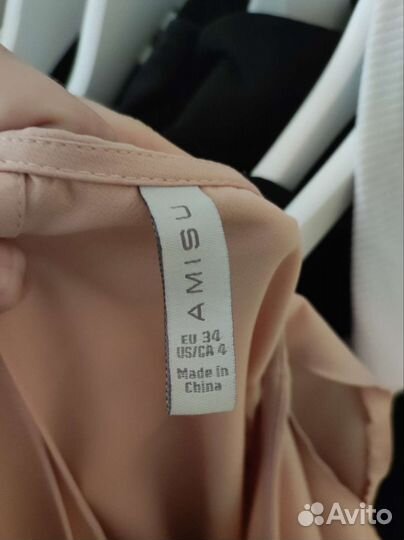 AMISU
EU 34
US/CA 4
Made in
China
Avito